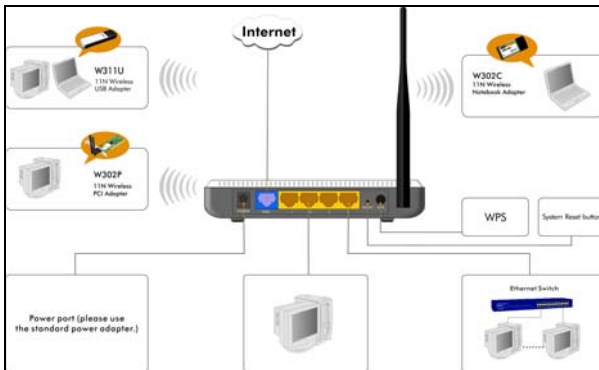 Internet
W311U
11N Wireless
USB Adapter
W302C
11N Wireless
Notebook Adapter
W302P
11N Wireless
PCI Adapter
WPS
System Reset button
Power port (please use
the standard power adapter.)
Ethernet Switch